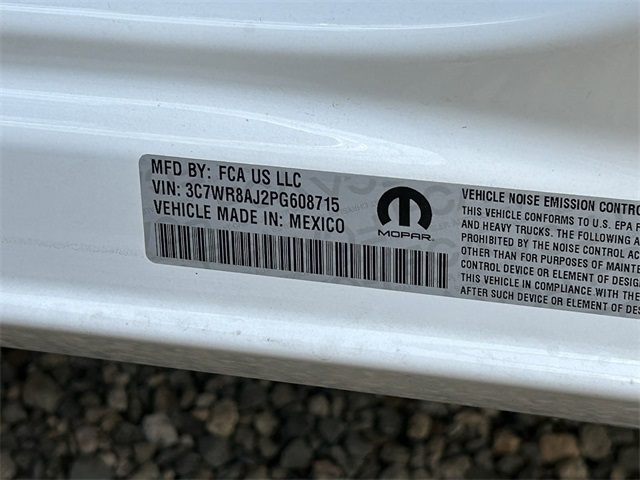 MFD BY: FCA US LLC
VIN: 3C7WR8AJ2PG608715
VEHICLE MADE IN: MEXICO
MOPAR
VEHICLE NOISE EMISSION CONTRO
THIS VEHICLE CONFORMS TO U.S. EPA
AND HEAVY TRUCKS. THE FOLLOWING A
PROHIBITED BY THE NOISE CONTROL AC
OTHER THAN FOR PURPOSES OF MAINT
CONTROL DEVICE OR ELEMENT OF DESIG
THIS VEHICLE IN COMPLIANCE WITH THE
AFTER SUCH DEVICE OR ELEMENT OF DES